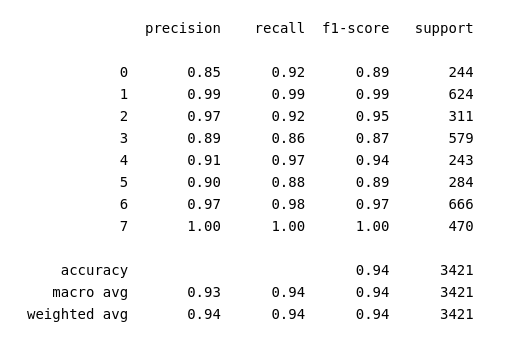 precision recall f1-score support
0 0.85 0.92 0.89 244
1 0.99 0.99 0.99 624
2 0.97 0.92 0.95 311
3 0.89 0.86 0.87 579
4 0.91 0.97 0.94 243
5 0.90 0.88 0.89 284
6 0.97 0.98 0.97 666
7 1.00 1.00 1.00 470
accuracy 0.94 3421
macro avg 0.93 0.94 0.94 3421
weighted avg 0.94 0.94 0.94 3421